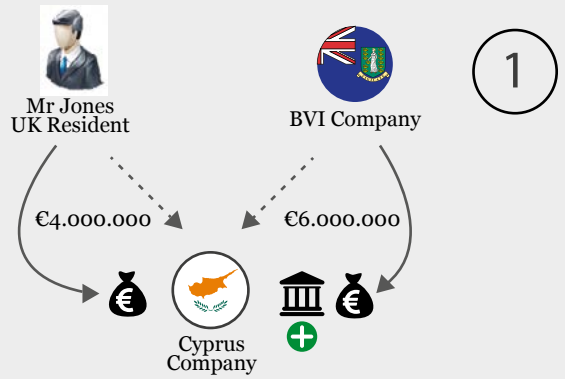 Mr Jones
UK Resident
BVI Company
1
€4.000.000
€6.000.000
€
€
Cyprus
Company